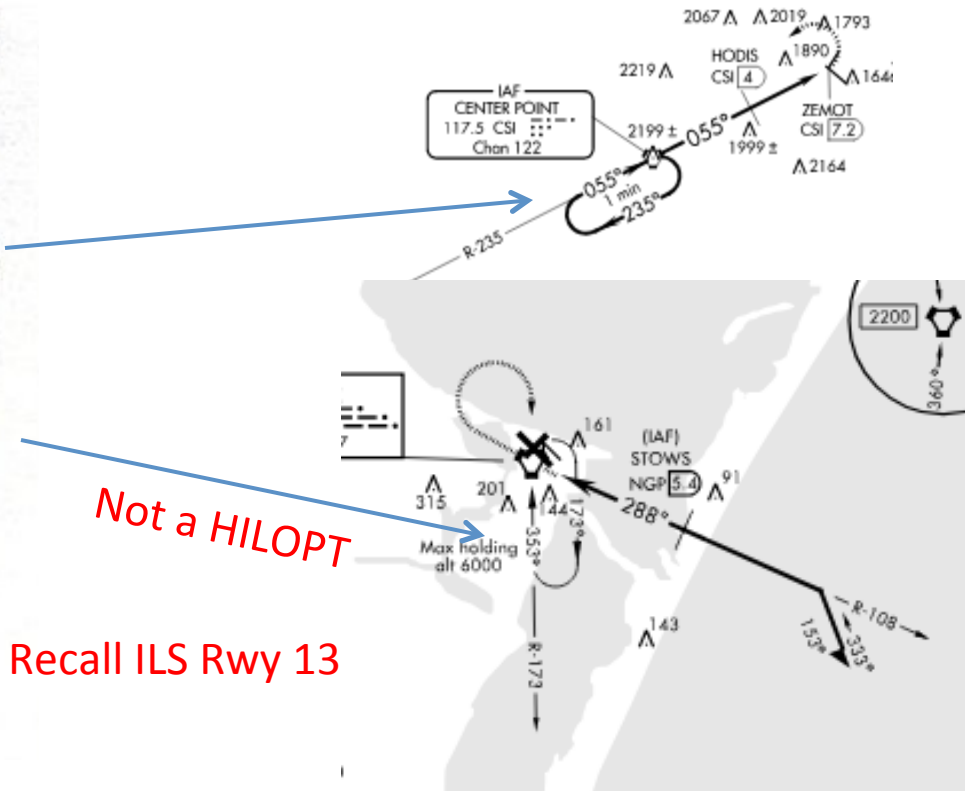 2067
2019
1793
HODIS
CSI 4
1890
2219
IAF
CENTER POINT
117.5 CSI
Chan 122
2199 ±
055°
1999 ±
ZEMOT
CSI 7.2
2164
055°
1 min
235°
R-235
2200
360°
161
(IAF)
STOWS
NGP 5.4
91
315
201
144
173°
288°
Max holding
alt 6000
353°
143
R-108
153°
333°
R-173
Not a HILOPT
Recall ILS Rwy 13